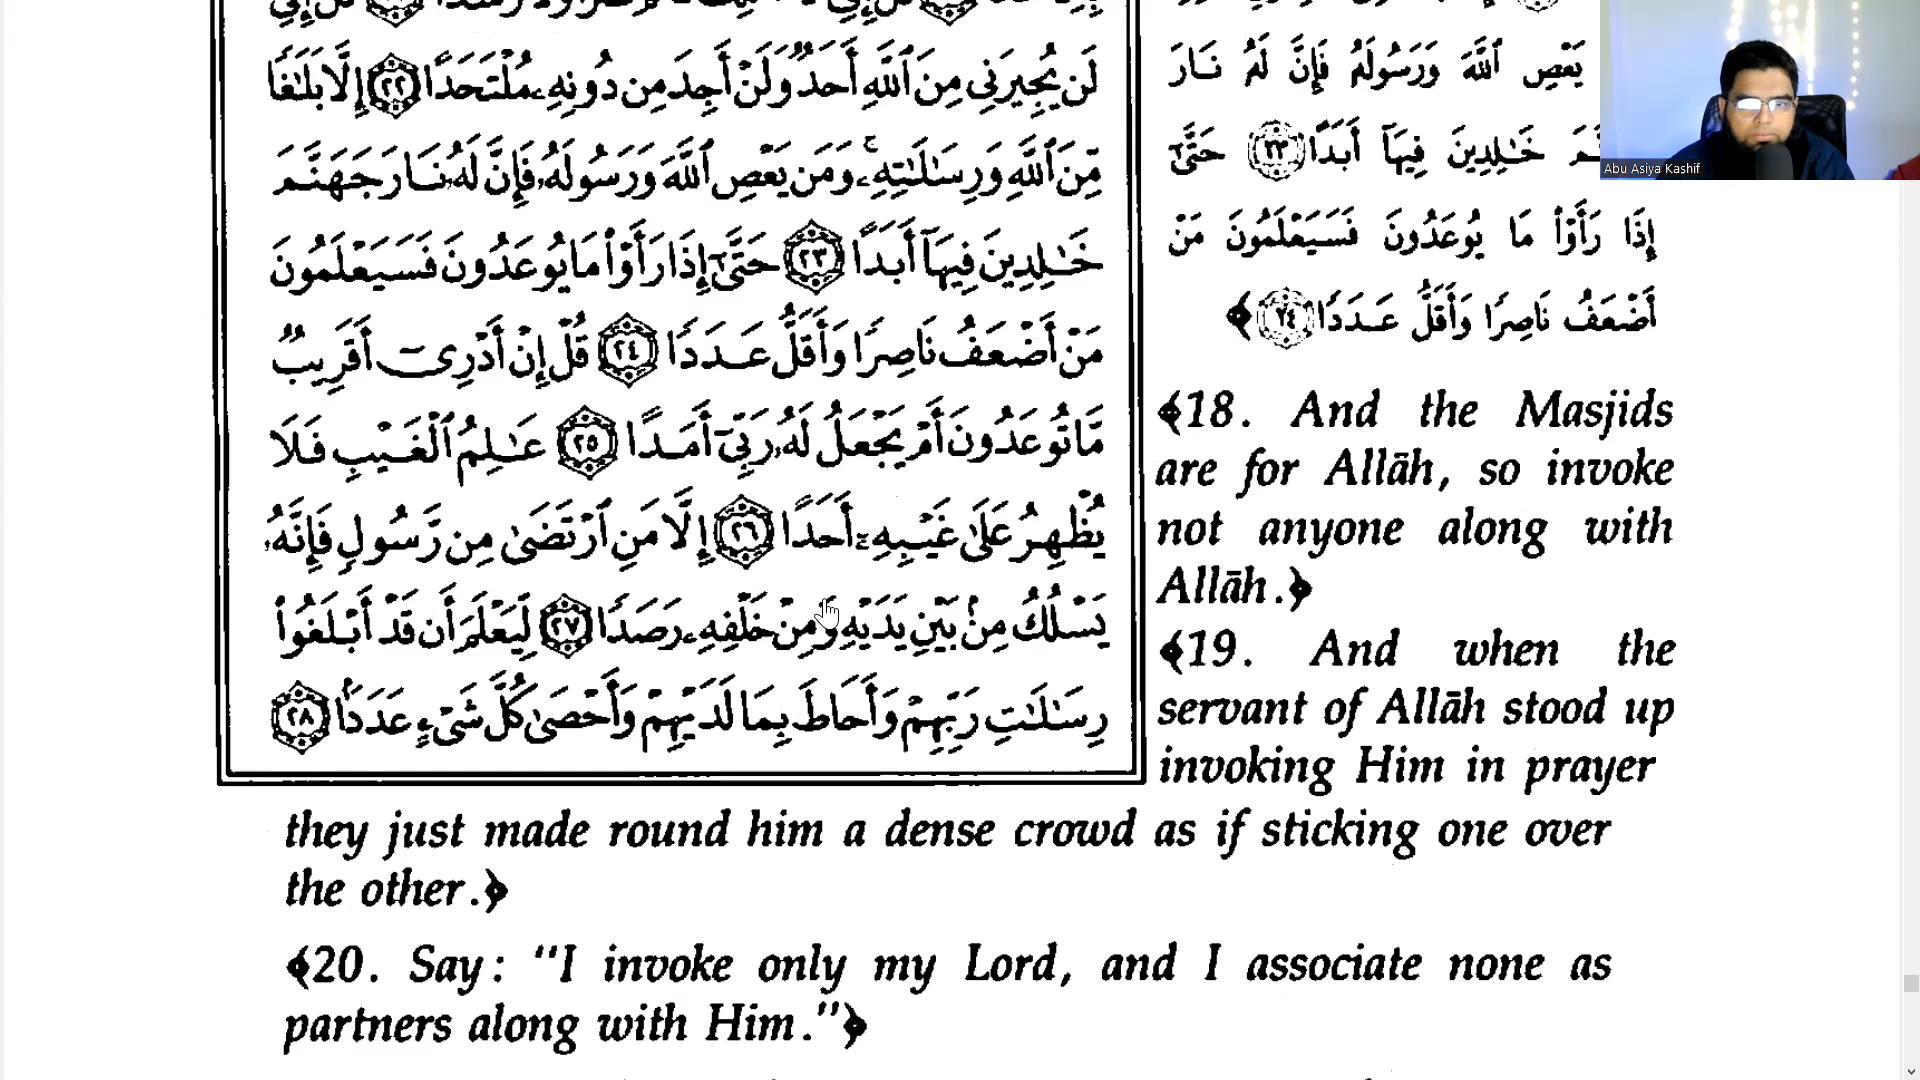 لَن يُجِيرَنِى مِنَ ٱللَّهِ أَحَدٌ وَلَنْ أَجِدَ مِن دُونِهِۦ مُلْتَحَدًا ٢٢ إِلَّا بَلَٰغًا
مِّنَ ٱللَّهِ وَرِسَٰلَٰتِهِۦ ۚ وَمَن يَعْصِ ٱللَّهَ وَرَسُولَهُۥ فَإِنَّ لَهُۥ نَارَ جَهَنَّمَ
خَٰلِدِينَ فِيهَآ أَبَدًا ٢٣ حَتَّىٰٓ إِذَا رَأَوْا۟ مَا يُوعَدُونَ فَسَيَعْلَمُونَ
مَنْ أَضْعَفُ نَاصِرًا وَأَقَلُّ عَدَدًا ٢٤ قُلْ إِنْ أَدْرِىٓ أَقَرِيبٌ
مَّا تُوعَدُونَ أَمْ يَجْعَلُ لَهُۥ رَبِّىٓ أَمَدًا ٢٥ عَٰلِمُ ٱلْغَيْبِ فَلَا
يُظْهِرُ عَلَىٰ غَيْبِهِۦٓ أَحَدًا ٢٦ إِلَّا مَنِ ٱرْتَضَىٰ مِن رَّسُولٍ فَإِنَّهُۥ
يَسْلُكُ مِنۢ بَيْنِ يَدَيْهِ وَمِنْ خَلْفِهِۦ رَصَدًا ٢٧ لِّيَعْلَمَ أَن قَدْ أَبْلَغُوا۟
رِسَٰلَٰتِ رَبِّهِمْ وَأَحَاطَ بِمَا لَدَيْهِمْ وَأَحْصَىٰ كُلَّ شَىْءٍ عَدَدًۢا ٢٨
يَعْصِ ٱللَّهَ وَرَسُولَهُ فَإِنَّ لَهُ نَارَ
خَٰلِدِينَ فِيهَآ أَبَدًا ٢٣ حَتَّىٰٓ
إِذَا رَأَوْا۟ مَا يُوعَدُونَ فَسَيَعْلَمُونَ مَنْ
أَضْعَفُ نَاصِرًا وَأَقَلُّ عَدَدًا ٢٤﴾
Abu Asiya Kashif
﴾18. And the Masjids
are for Allāh, so invoke
not anyone along with
Allāh.﴿
﴾19. And when the
servant of Allāh stood up
invoking Him in prayer
they just made round him a dense crowd as if sticking one over
the other.﴿
﴾20. Say: "I invoke only my Lord, and I associate none as
partners along with Him."﴿